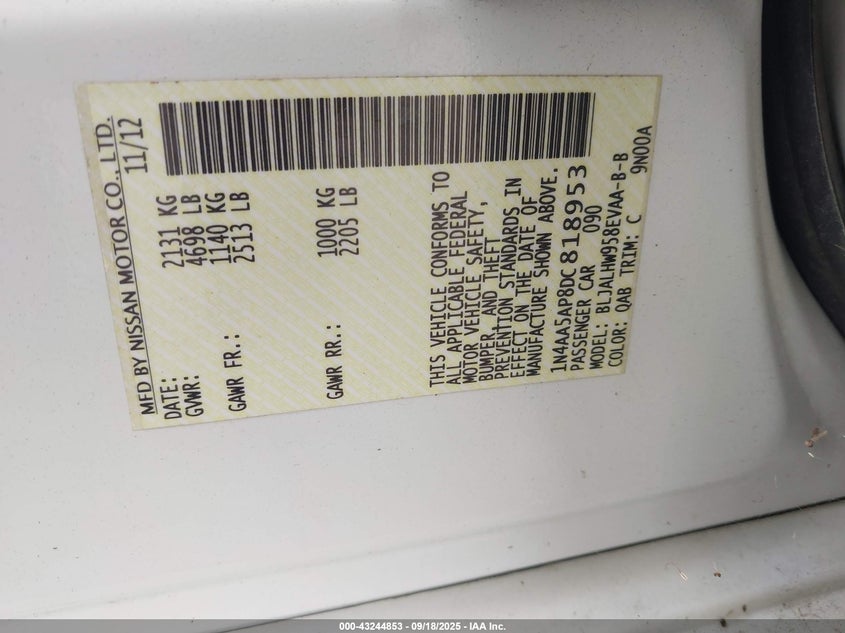 MFD BY NISSAN MOTOR CO., LTD.
DATE: 11/12
GVWR: 2131 KG
4698 LB
GAWR FR.: 1140 KG
2513 LB
GAWR RR.: 1000 KG
2205 LB
THIS VEHICLE CONFORMS TO
ALL APPLICABLE FEDERAL
MOTOR VEHICLE SAFETY,
BUMPER, AND THEFT
PREVENTION STANDARDS IN
EFFECT ON THE DATE OF
MANUFACTURE SHOWN ABOVE.
1N4AA5AP8DC818953
PASSENGER CAR 090
MODEL: BLJALHW958EVAA-B-B
COLOR: QAB TRIM: C 9N00A
000-43244853 - 09/18/2025 - IAA Inc.